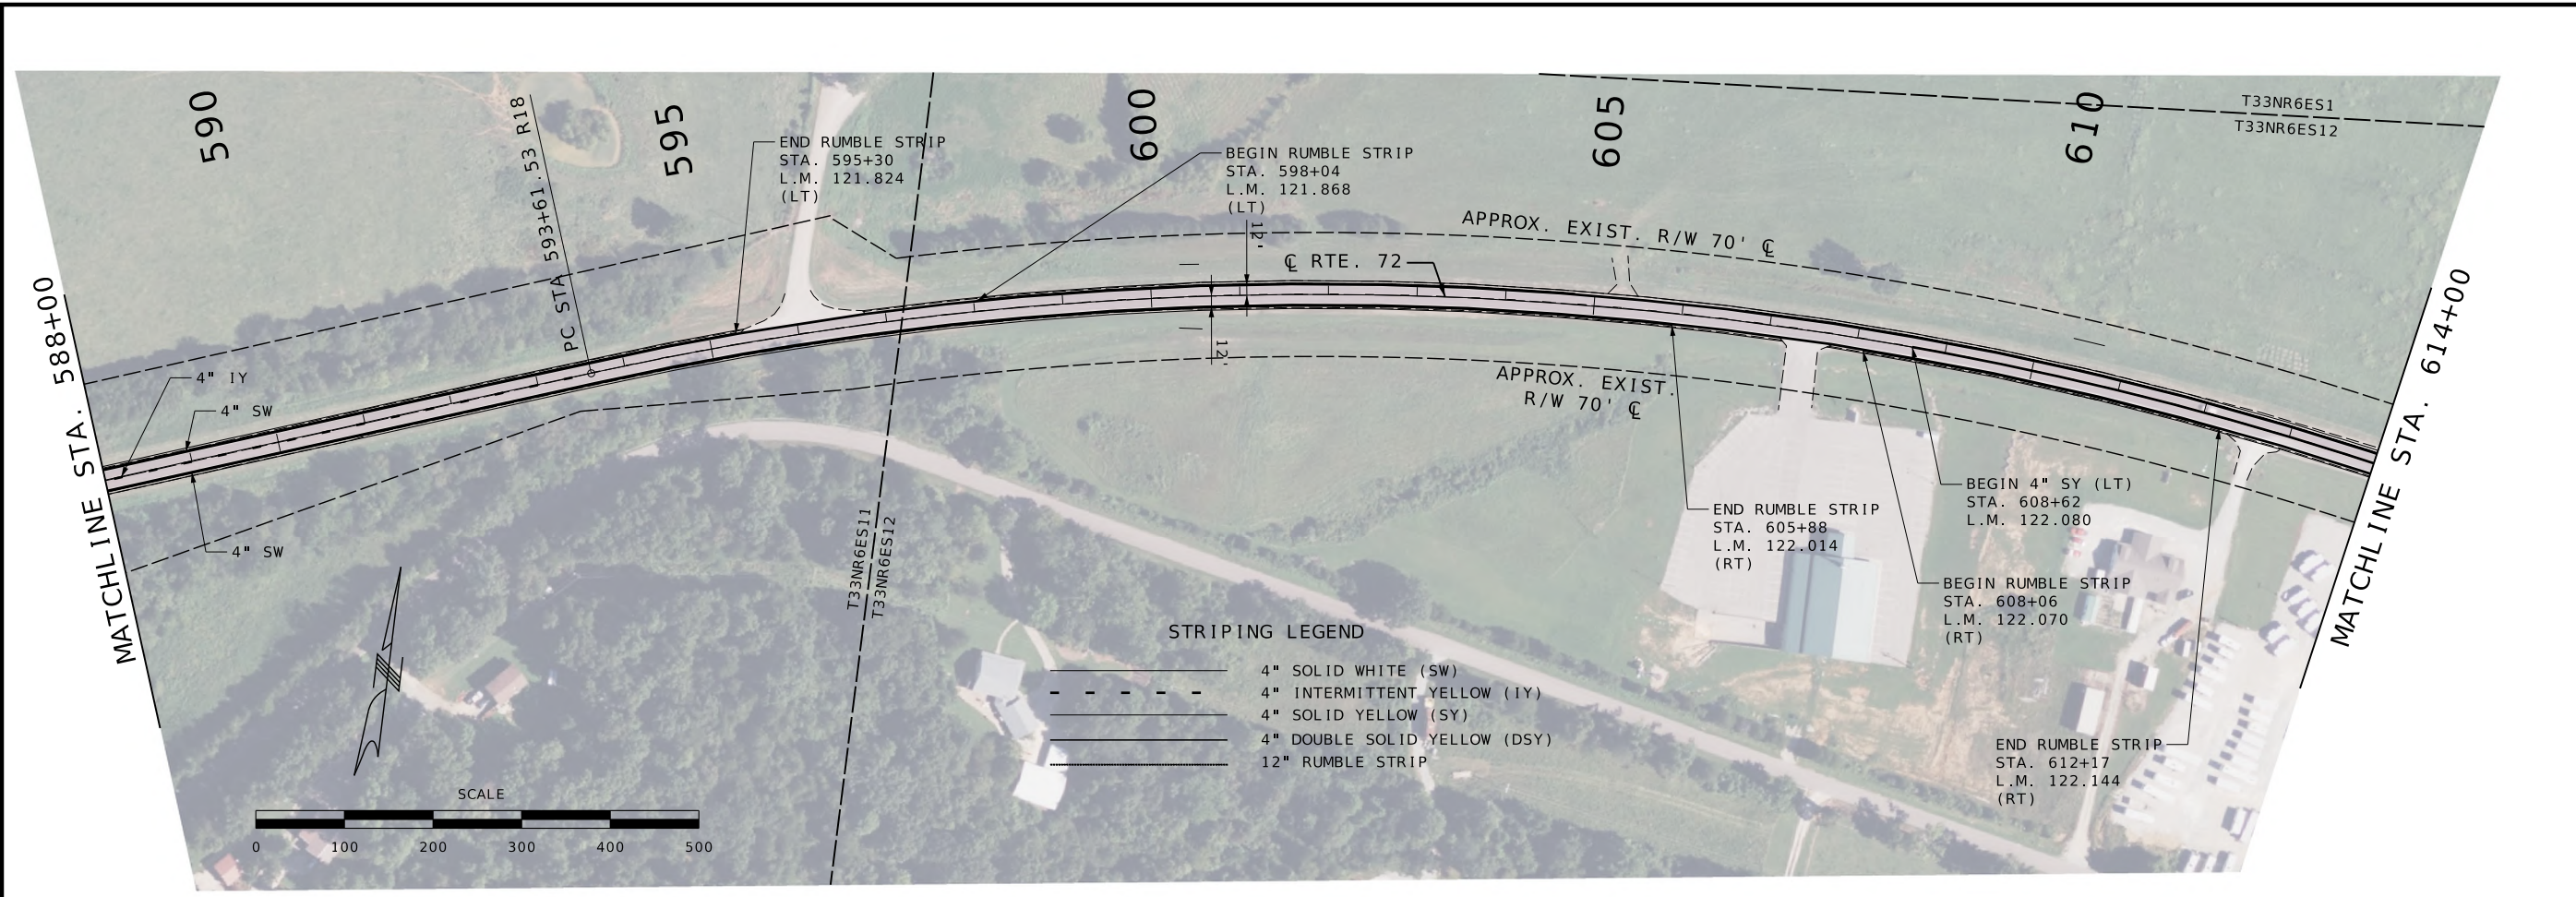 590
595
600
605
610
T33NR6ES1
T33NR6ES12
PC STA 593+61.53 R18
END RUMBLE STRIP
STA. 595+30
L.M. 121.824
(LT)
BEGIN RUMBLE STRIP
STA. 598+04
L.M. 121.868
(LT)
12'
12'
APPROX. EXIST. R/W 70' ℄
℄ RTE. 72
MATCHLINE STA. 588+00
4" IY
4" SW
4" SW
APPROX. EXIST.
R/W 70' ℄
MATCHLINE STA. 614+00
T33NR6ES11
T33NR6ES12
END RUMBLE STRIP
STA. 605+88
L.M. 122.014
(RT)
BEGIN 4" SY (LT)
STA. 608+62
L.M. 122.080
BEGIN RUMBLE STRIP
STA. 608+06
L.M. 122.070
(RT)
END RUMBLE STRIP
STA. 612+17
L.M. 122.144
(RT)
STRIPING LEGEND
4" SOLID WHITE (SW)
4" INTERMITTENT YELLOW (IY)
4" SOLID YELLOW (SY)
4" DOUBLE SOLID YELLOW (DSY)
12" RUMBLE STRIP
SCALE
0 100 200 300 400 500